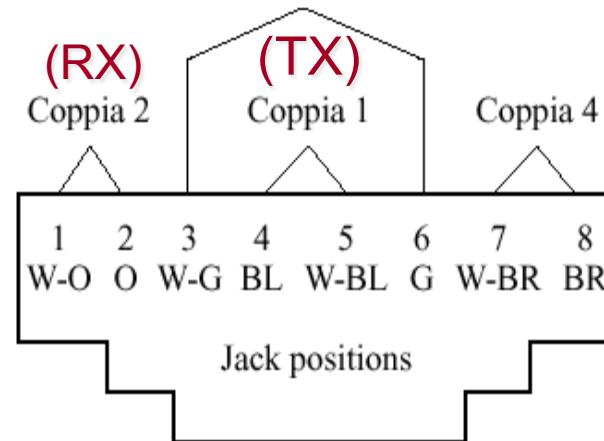 (RX) (TX)
Coppia 2 Coppia 1 Coppia 4
1 2 3 4 5 6 7 8
W-O O W-G BL W-BL G W-BR BR
Jack positions